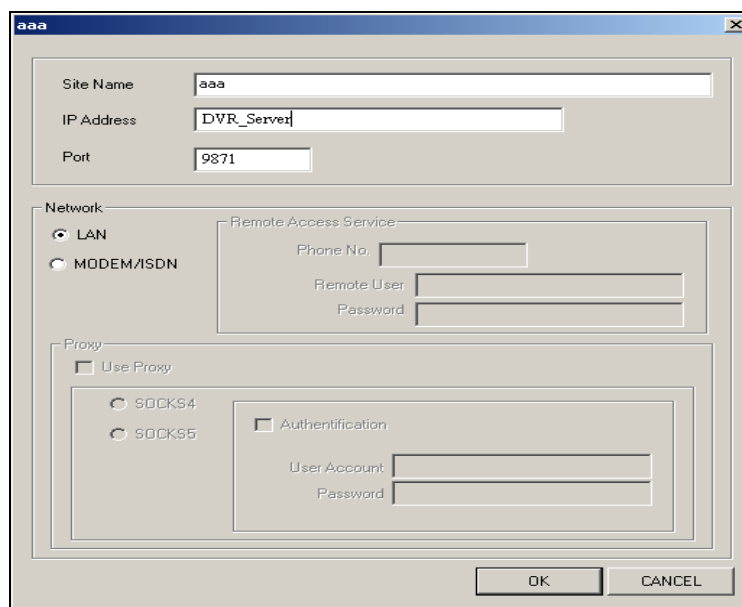 aaa
Site Name aaa
IP Address DVR_Server
Port 9871
Network
LAN
MODEM/ISDN
Remote Access Service
Phone No.
Remote User
Password
Proxy
Use Proxy
SOCKS4
SOCKS5
Authentification
User Account
Password
OK CANCEL